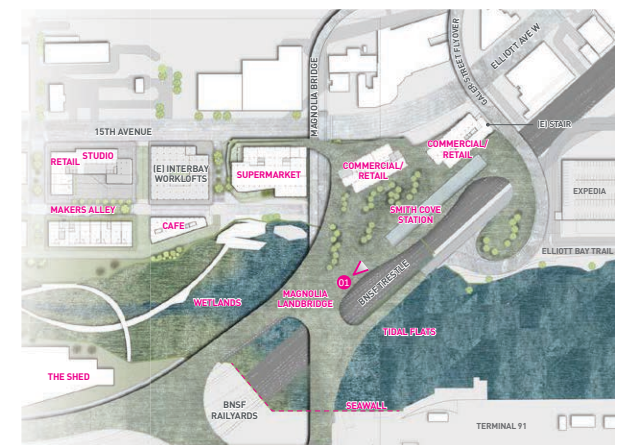 MAGNOLIA BRIDGE
GALER STREET FLYOVER
ELLIOTT AVE W
15TH AVENUE
(E) STAIR
COMMERCIAL/
RETAIL
RETAIL
STUDIO
(E) INTERBAY
WORKLOFTS
SUPERMARKET
COMMERCIAL/
RETAIL
EXPEDIA
MAKERS ALLEY
CAFE
SMITH COVE
STATION
ELLIOTT BAY TRAIL
01
BNSF TRESTLE
WETLANDS
MAGNOLIA
LANDBRIDGE
TIDAL FLATS
THE SHED
BNSF
RAILYARDS
SEAWALL
TERMINAL 91